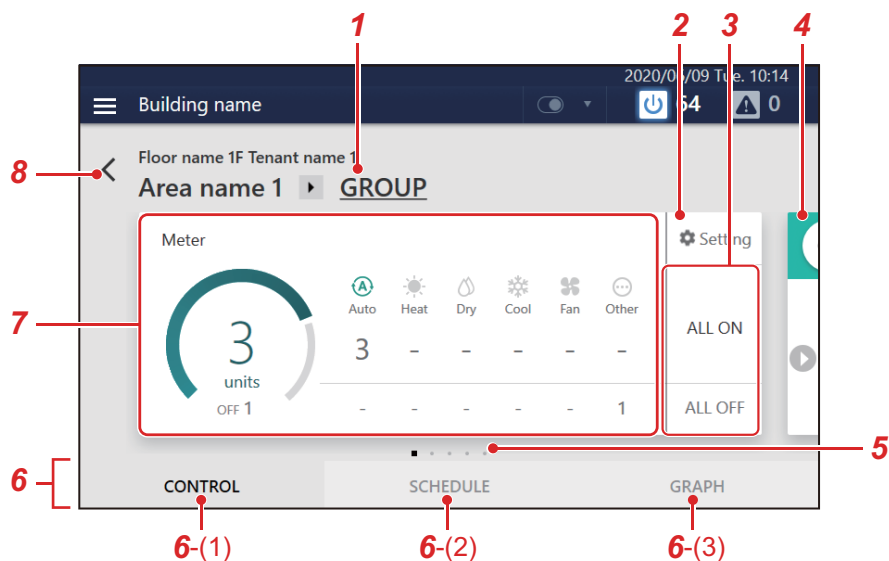 1 2 3 4
2020/06/09 Tue. 10:14
Building name 64 0
8 Floor name 1F Tenant name 1
Area name 1 GROUP
Meter Setting
7 3 units OFF 1
Auto Heat Dry Cool Fan Other
3 - - - - -
- - - - - 1
ALL ON
ALL OFF
5
6 CONTROL SCHEDULE GRAPH
6-(1) 6-(2) 6-(3)